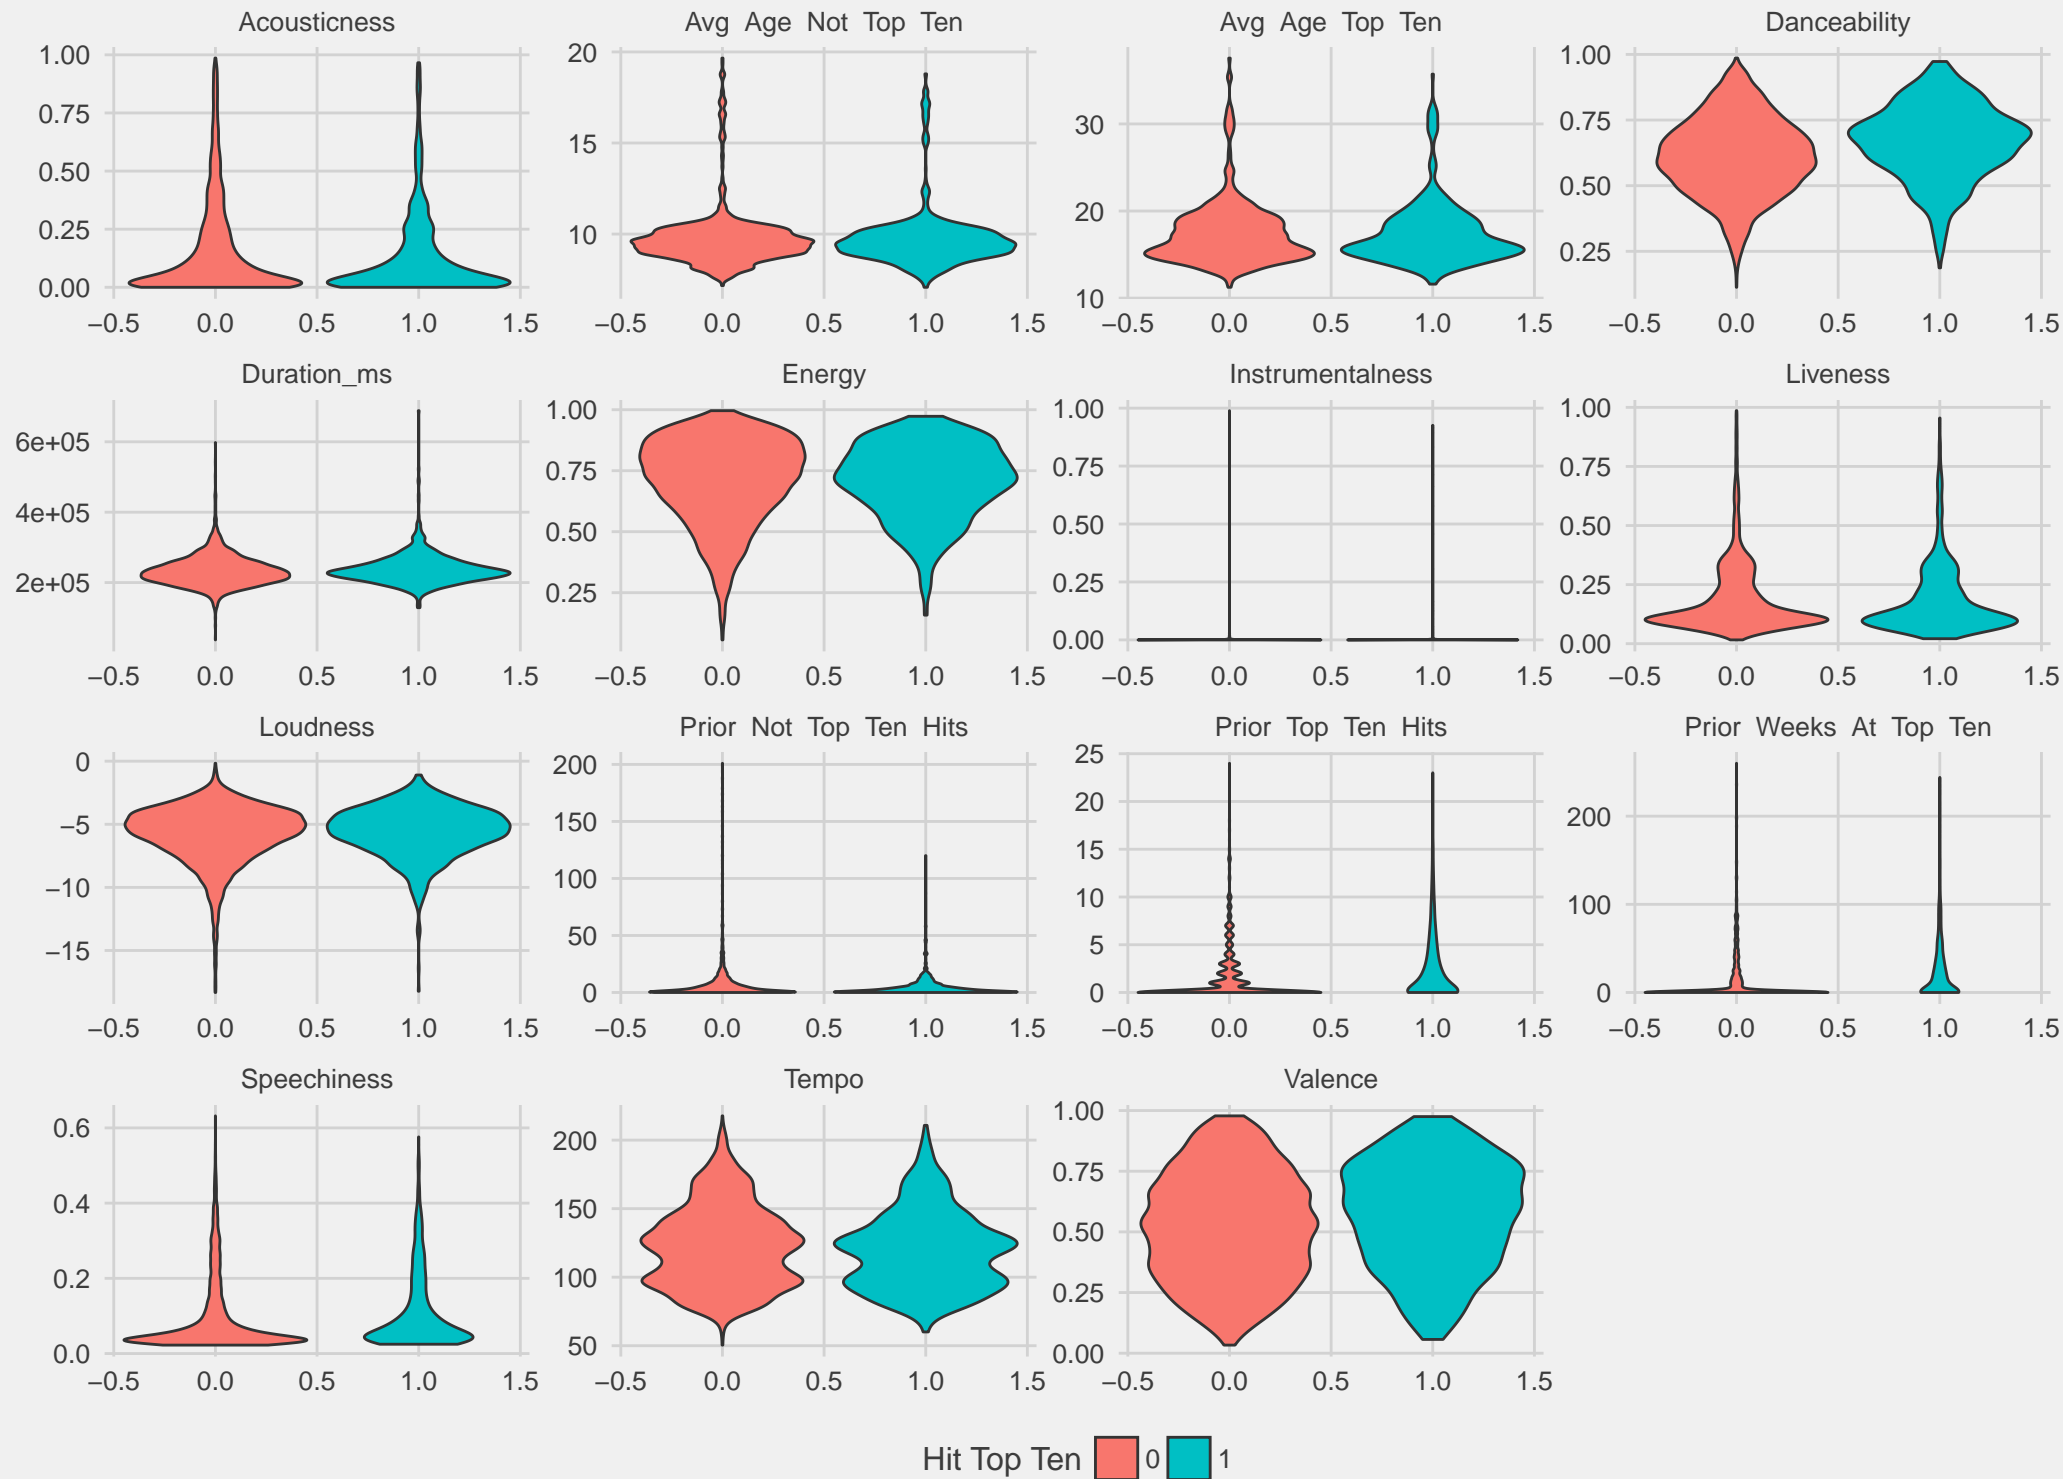 Acousticness
1.00
0.75
0.50
0.25
0.00
−0.5 0.0 0.5 1.0 1.5
Avg Age Not Top Ten
20
15
10
−0.5 0.0 0.5 1.0 1.5
Avg Age Top Ten
30
20
10
−0.5 0.0 0.5 1.0 1.5
Danceability
1.00
0.75
0.50
0.25
−0.5 0.0 0.5 1.0 1.5
Duration_ms
6e+05
4e+05
2e+05
−0.5 0.0 0.5 1.0 1.5
Energy
1.00
0.75
0.50
0.25
−0.5 0.0 0.5 1.0 1.5
Instrumentalness
1.00
0.75
0.50
0.25
0.00
−0.5 0.0 0.5 1.0 1.5
Liveness
1.00
0.75
0.50
0.25
0.00
−0.5 0.0 0.5 1.0 1.5
Loudness
0
−5
−10
−15
−0.5 0.0 0.5 1.0 1.5
Prior Not Top Ten Hits
200
150
100
50
0
−0.5 0.0 0.5 1.0 1.5
Prior Top Ten Hits
25
20
15
10
5
0
−0.5 0.0 0.5 1.0 1.5
Prior Weeks At Top Ten
200
100
0
−0.5 0.0 0.5 1.0 1.5
Speechiness
0.6
0.4
0.2
0.0
−0.5 0.0 0.5 1.0 1.5
Tempo
200
150
100
50
−0.5 0.0 0.5 1.0 1.5
Valence
1.00
0.75
0.50
0.25
0.00
−0.5 0.0 0.5 1.0 1.5
Hit Top Ten 0 1